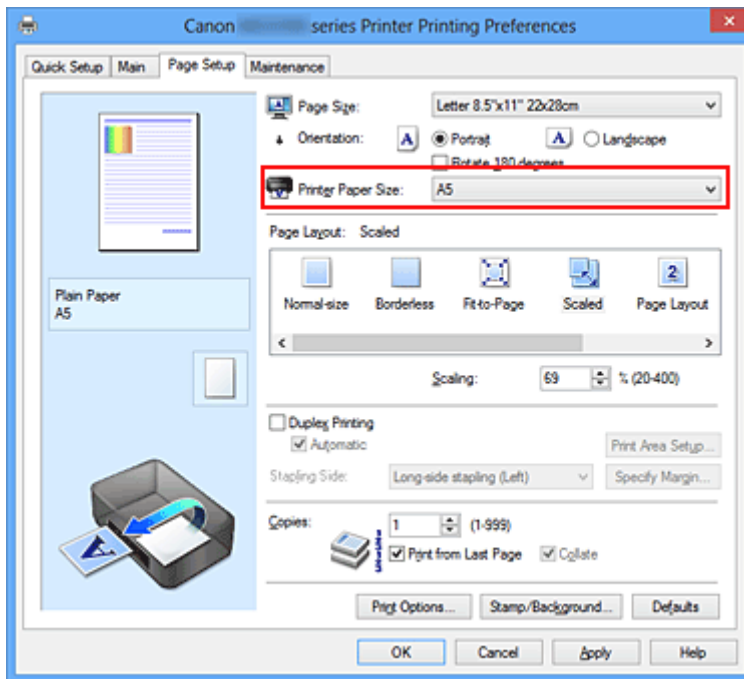 Canon series Printer Printing Preferences
Quick Setup Main Page Setup Maintenance
Page Size: Letter 8.5"x11" 22x28cm
Orientation: A Portrait A Landscape
Rotate 180 degrees
Printer Paper Size: A5
Page Layout: Scaled
Normal-size Borderless Fit-to-Page Scaled Page Layout
Plain Paper
A5
Scaling: 69 % (20-400)
Duplex Printing
Automatic Print Area Setup...
Stapling Side: Long-side stapling (Left) Specify Margin...
Copies: 1 (1-999)
Print from Last Page Collate
Print Options... Stamp/Background... Defaults
OK Cancel Apply Help